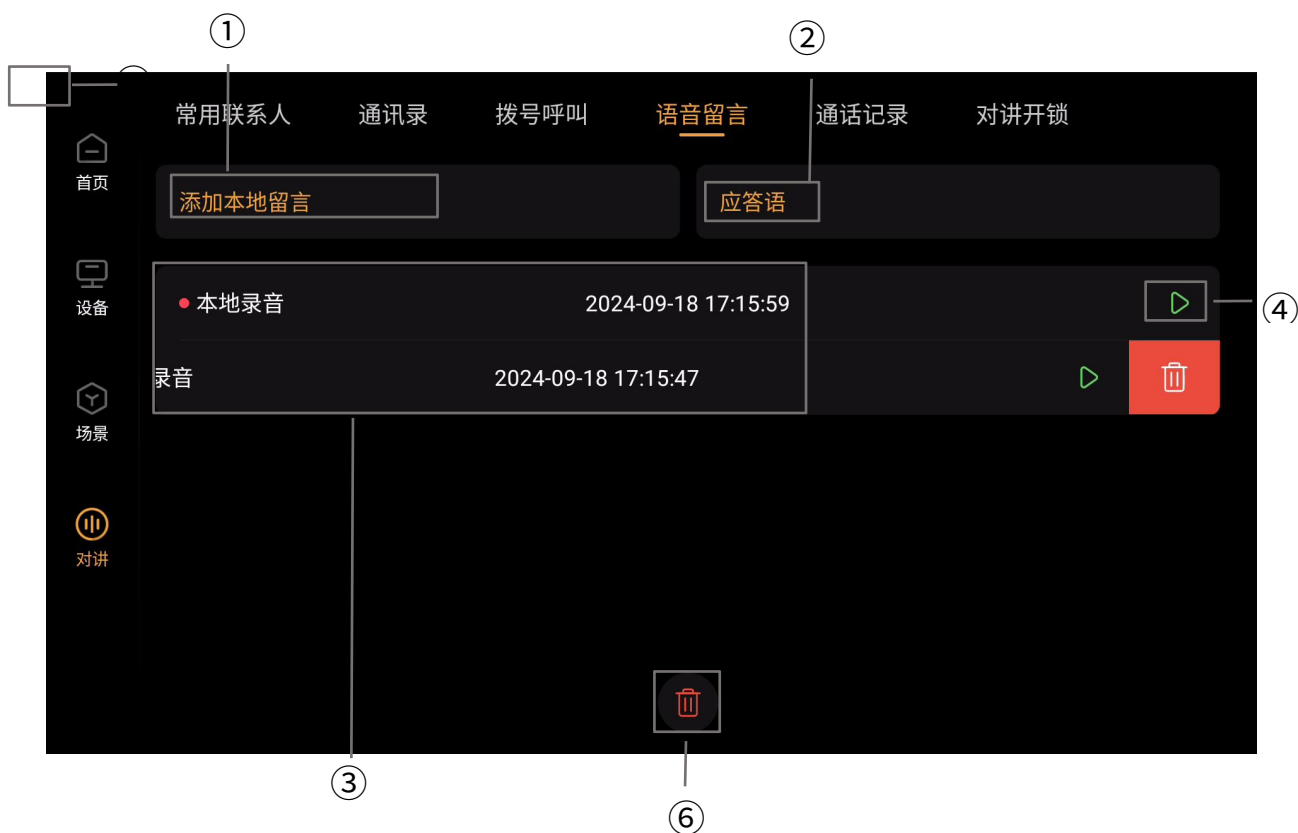 ①
②
常用联系人 通讯录 拨号呼叫 语音留言 通话记录 对讲开锁
首页
添加本地留言 应答语
设备
本地录音 2024-09-18 17:15:59
④
录音 2024-09-18 17:15:47
场景
对讲
③
⑥